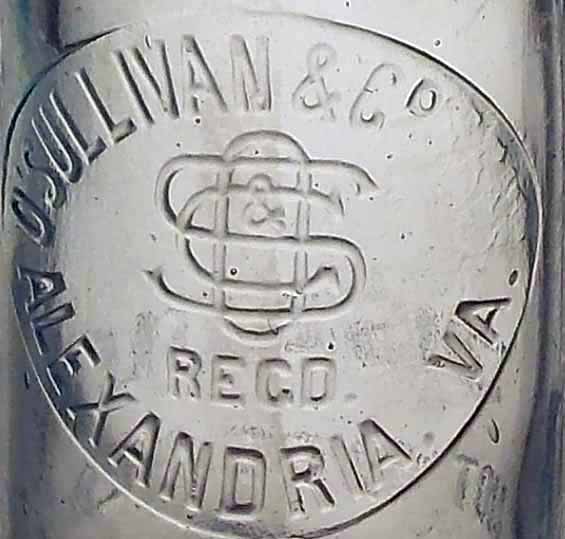 O'SULLIVAN & Cº
REGD.
ALEXANDRIA. VA.